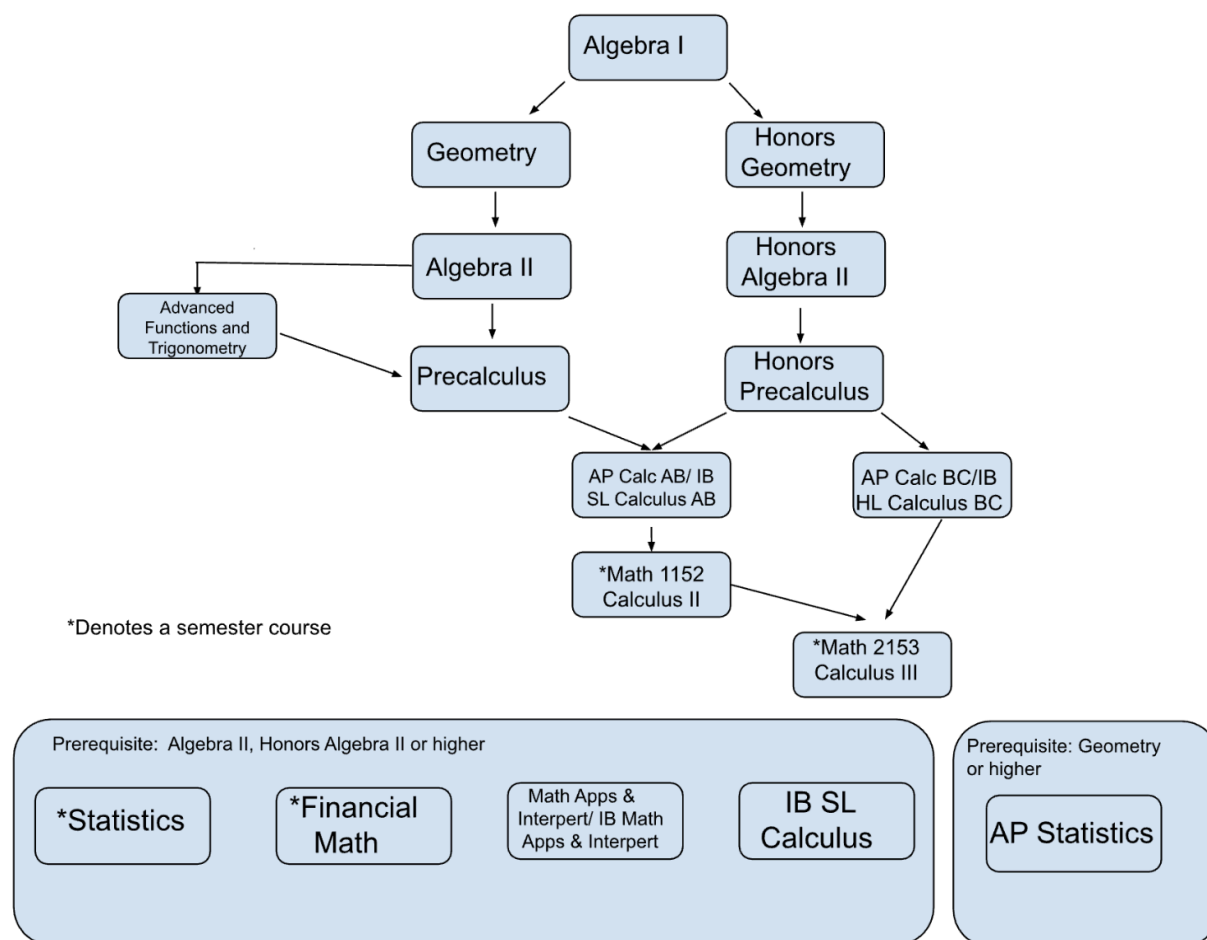 Algebra I
Geometry
Honors
Geometry
Algebra II
Honors
Algebra II
Advanced
Functions and
Trigonometry
Precalculus
Honors
Precalculus
AP Calc AB/ IB
SL Calculus AB
AP Calc BC/IB
HL Calculus BC
*Math 1152
Calculus II
*Denotes a semester course
*Math 2153
Calculus III
Prerequisite: Algebra II, Honors Algebra II or higher
*Statistics
*Financial
Math
Math Apps &
Interpert/ IB Math
Apps & Interpert
IB SL
Calculus
Prerequisite: Geometry
or higher
AP Statistics